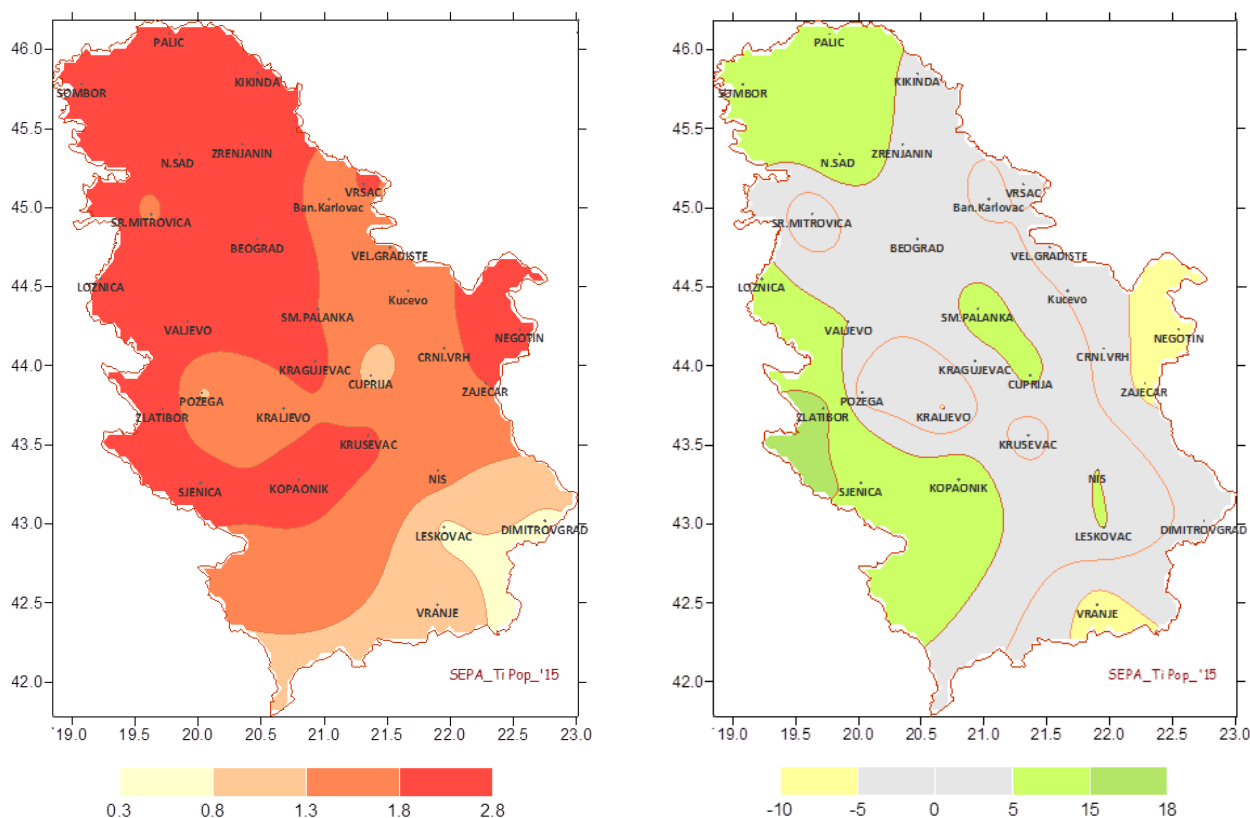 46.0
45.5
45.0
44.5
44.0
43.5
43.0
42.5
42.0
PALIC
KIKINDA
SOMBOR
ZRENJANIN
N.SAD
VRSAC
Ban.Karlovac
SR.MITROVICA
BEOGRAD
VEL.GRADISTE
LOZNICA
Kucevo
SM.PALANKA
VALJEVO
NEGOTIN
CRNI.VRH
KRAGUJEVAC
CUPRIJA
ZAJECAR
POZEGA
ZLATIBOR
KRALJEVO
KRUSEVAC
NIS
SJENICA
KOPAONIK
LESKOVAC
DIMITROVGRAD
VRANJE
SEPA_Ti Pop_'15
19.0 19.5 20.0 20.5 21.0 21.5 22.0 22.5 23.0
0.3 0.8 1.3 1.8 2.8
46.0
45.5
45.0
44.5
44.0
43.5
43.0
42.5
42.0
PALIC
KIKINDA
SOMBOR
ZRENJANIN
N.SAD
VRSAC
Ban.Karlovac
SR.MITROVICA
BEOGRAD
VEL.GRADISTE
LOZNICA
Kucevo
SM.PALANKA
VALJEVO
NEGOTIN
CRNI.VRH
KRAGUJEVAC
CUPRIJA
ZAJECAR
POZEGA
ZLATIBOR
KRALJEVO
KRUSEVAC
NIS
SJENICA
KOPAONIK
LESKOVAC
DIMITROVGRAD
VRANJE
SEPA_Ti Pop_'15
19.0 19.5 20.0 20.5 21.0 21.5 22.0 22.5 23.0
-10 -5 0 5 15 18